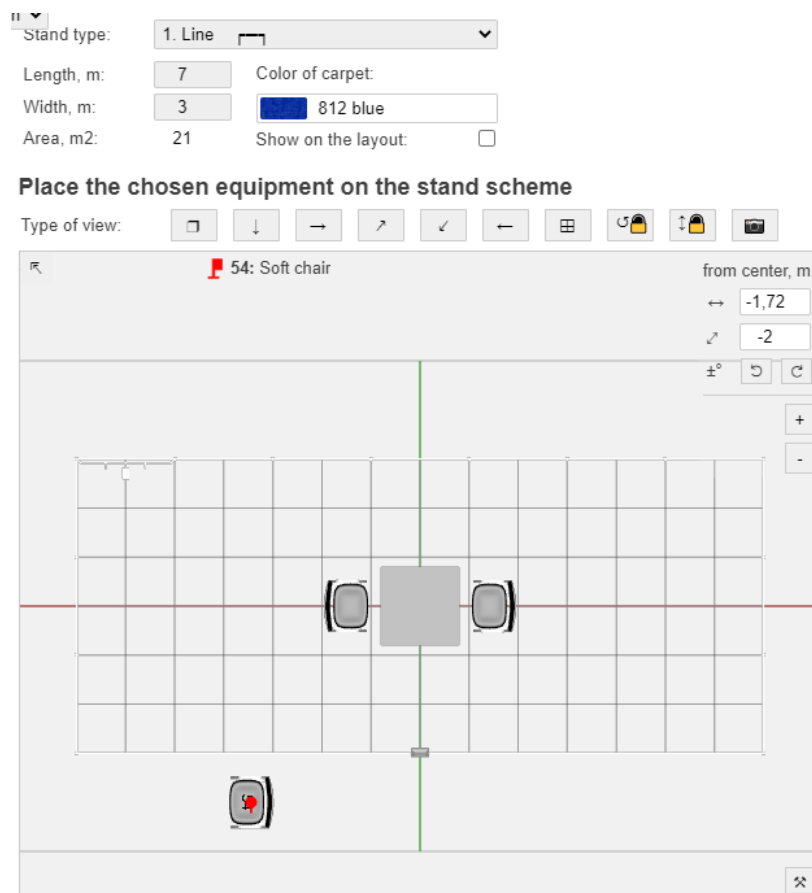 Stand type: 1. Line
Length, m: 7 Color of carpet:
Width, m: 3 812 blue
Area, m2: 21 Show on the layout:
Place the chosen equipment on the stand scheme
Type of view:
54: Soft chair
from center, m
-1,72
-2
±°
+
-